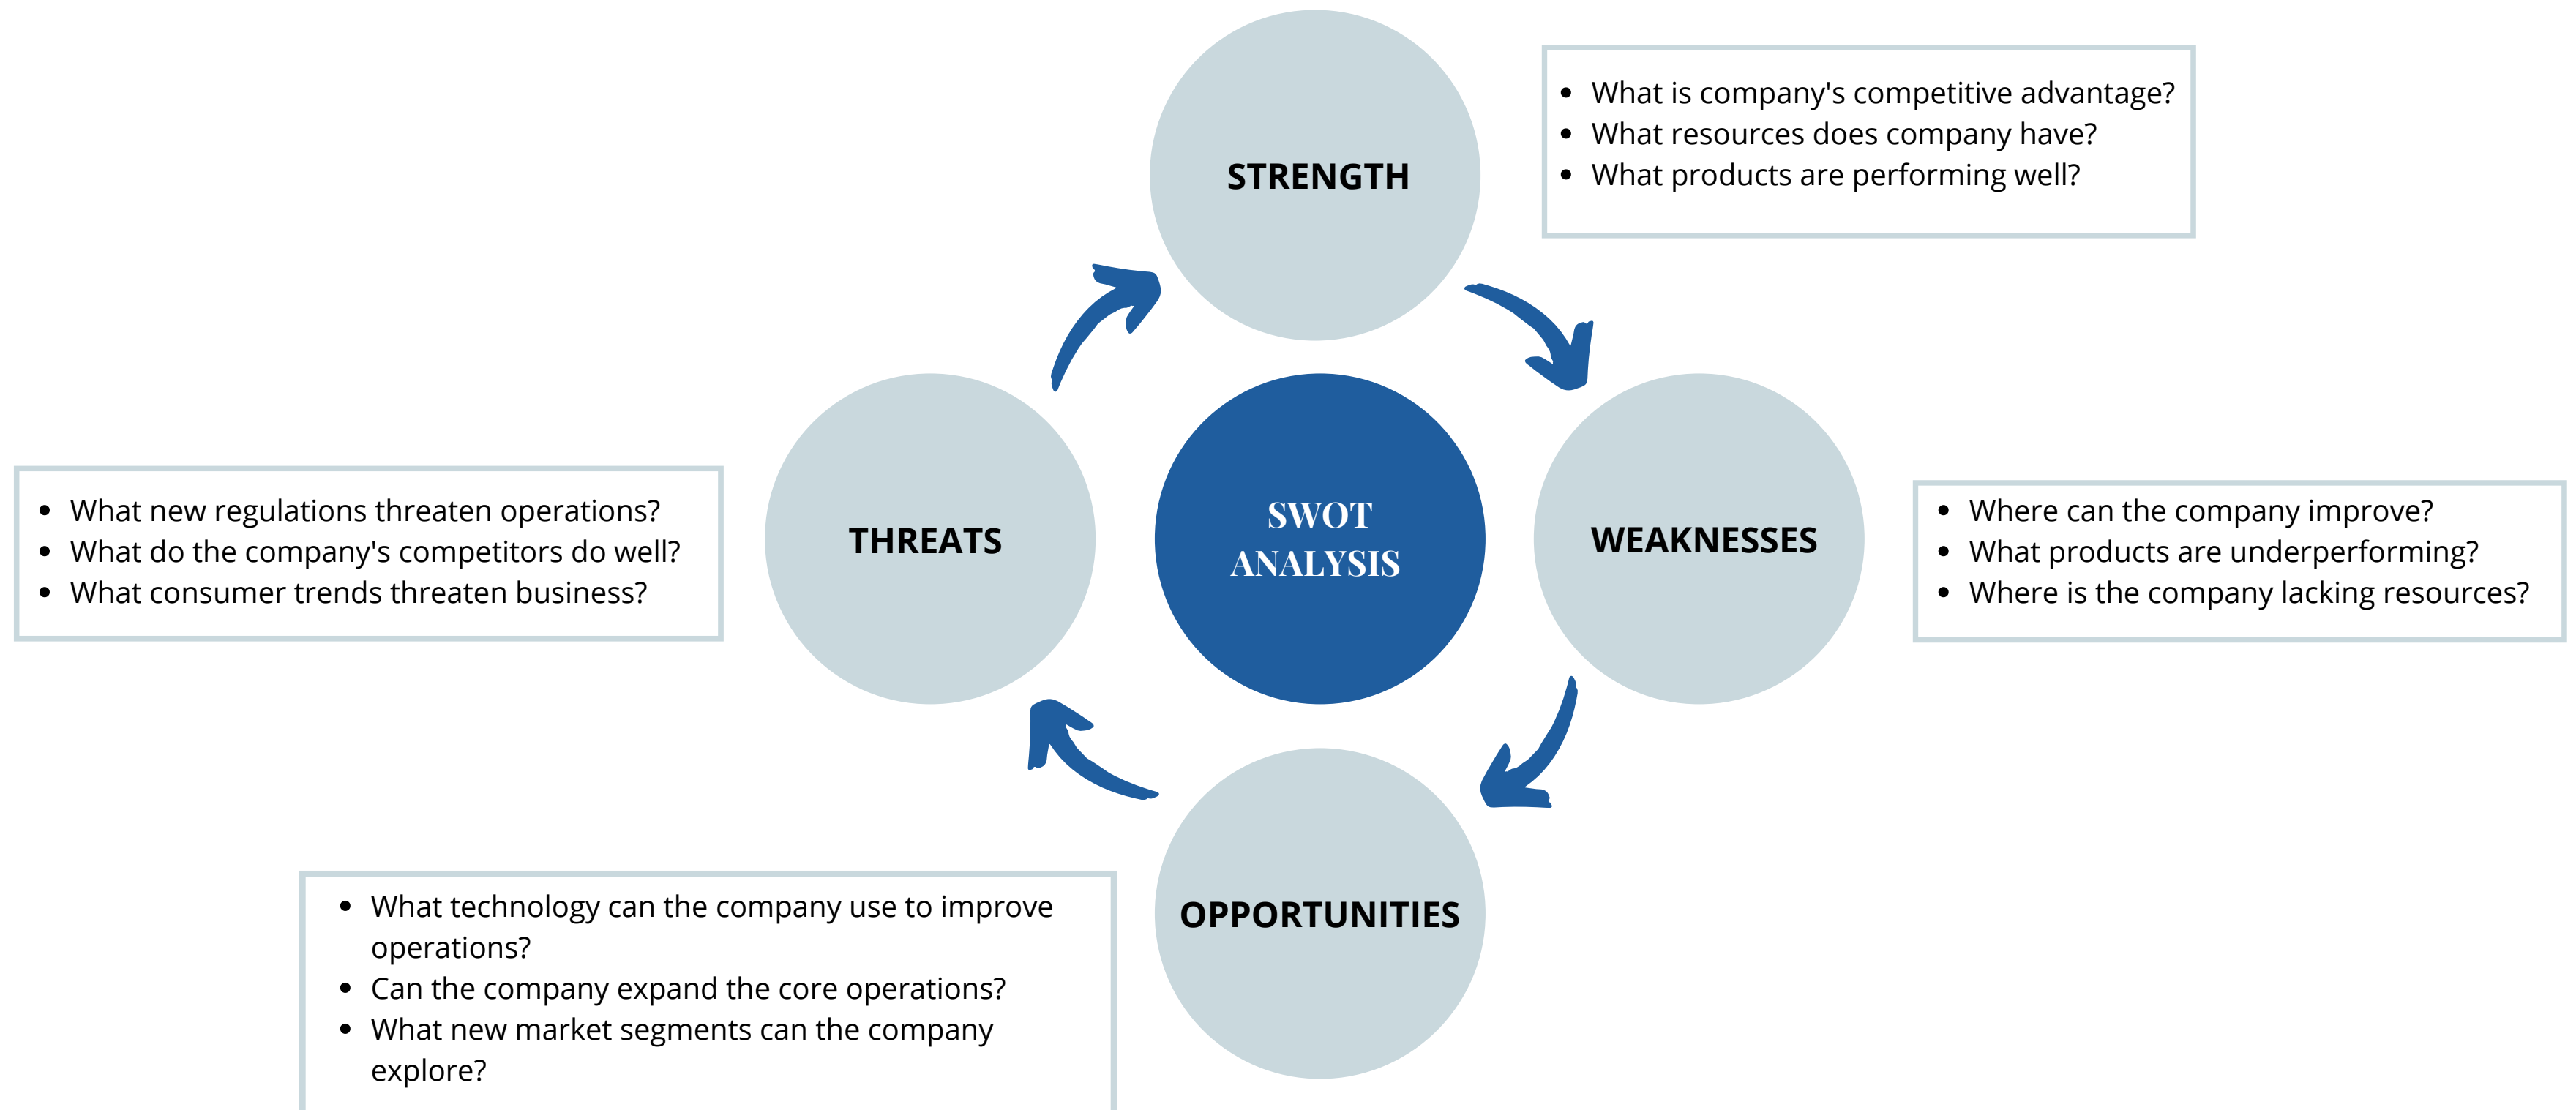 STRENGTH
• What is company's competitive advantage?
• What resources does company have?
• What products are performing well?
THREATS
• What new regulations threaten operations?
• What do the company's competitors do well?
• What consumer trends threaten business?
SWOT
ANALYSIS
WEAKNESSES
• Where can the company improve?
• What products are underperforming?
• Where is the company lacking resources?
OPPORTUNITIES
• What technology can the company use to improve
operations?
• Can the company expand the core operations?
• What new market segments can the company
explore?